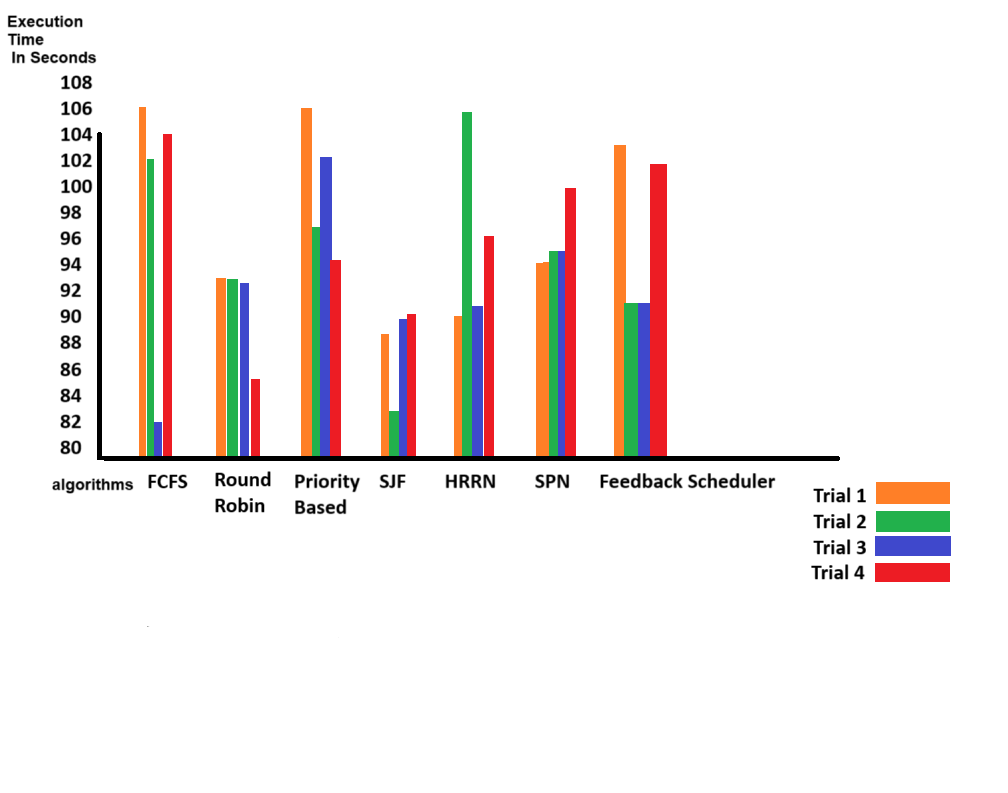 Execution
Time
In Seconds
108
106
104
102
100
98
96
94
92
90
88
86
84
82
80
algorithms FCFS Round Robin Priority Based SJF HRRN SPN Feedback Scheduler
Trial 1
Trial 2
Trial 3
Trial 4